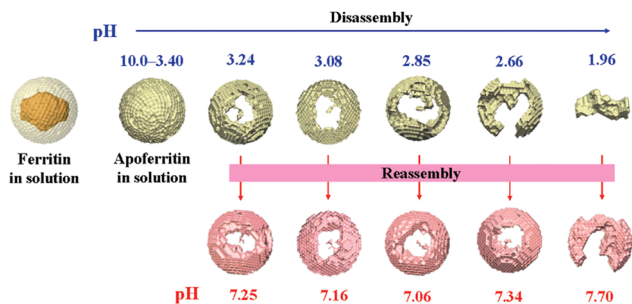 Disassembly
pH
10.0–3.40 3.24 3.08 2.85 2.66 1.96
Ferritin
in solution
Apoferritin
in solution
Reassembly
pH 7.25 7.16 7.06 7.34 7.70